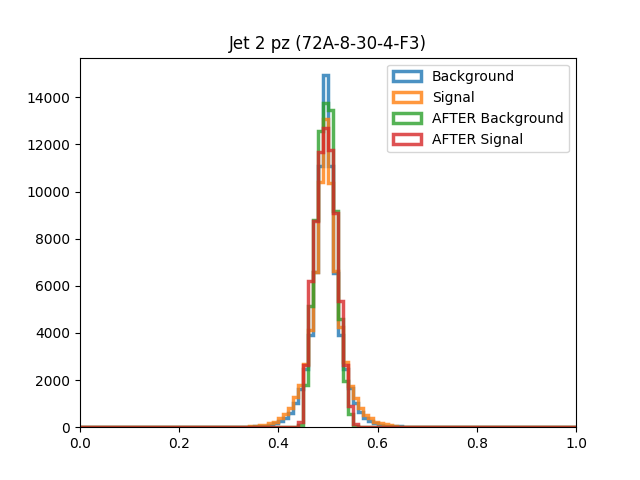 Jet 2 pz (72A-8-30-4-F3)
Background
Signal
AFTER Background
AFTER Signal
14000
12000
10000
8000
6000
4000
2000
0
0.0 0.2 0.4 0.6 0.8 1.0